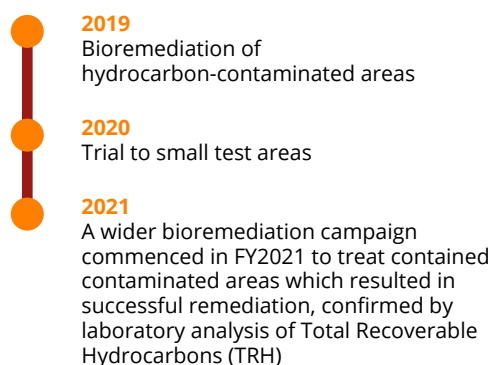 2019
Bioremediation of
hydrocarbon-contaminated areas
2020
Trial to small test areas
2021
A wider bioremediation campaign
commenced in FY2021 to treat contained
contaminated areas which resulted in
successful remediation, confirmed by
laboratory analysis of Total Recoverable
Hydrocarbons (TRH)